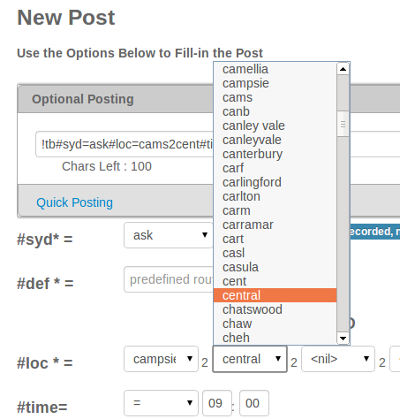 New Post
Use the Options Below to Fill-in the Post
Optional Posting
!tb#syd=ask#loc=cams2cent#ti
Chars Left : 100
Quick Posting
camellia
campsie
cams
canb
canley vale
canleyvale
canterbury
carf
carlingford
carlton
carm
carramar
cart
casl
casula
cent
central
chatswood
chaw
cheh
#syd* = ask
#def * = predefined rou
#loc * = campsie 2 central 2 <nil> 2
#time= = 09 : 00